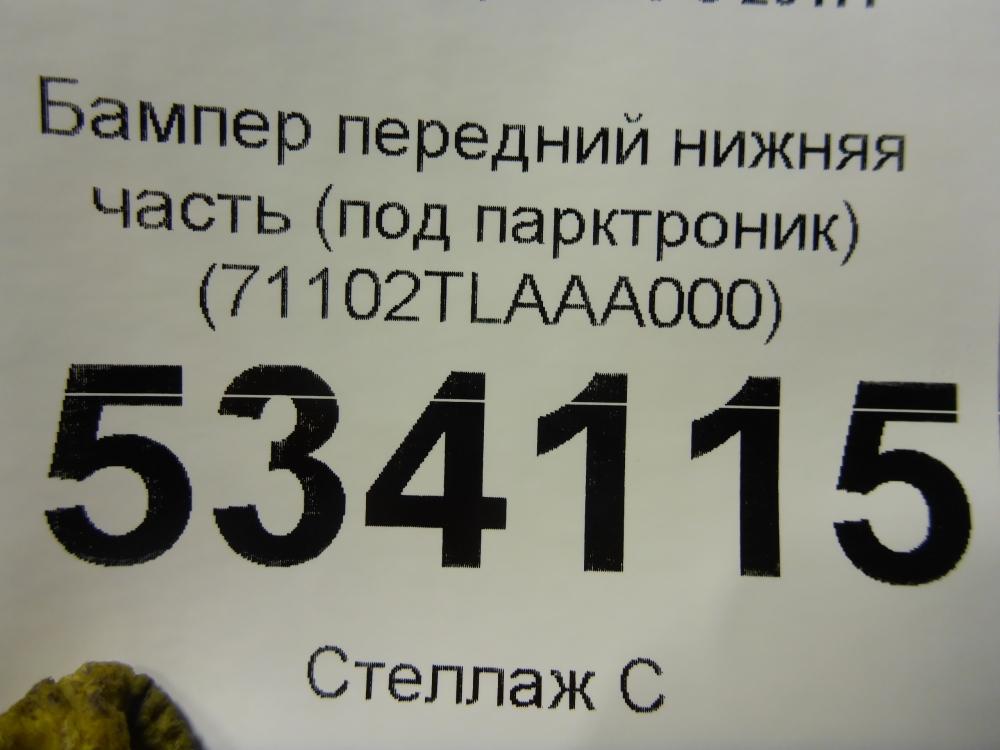 Бампер передний нижняя
часть (под парктроник)
(71102TLAAA000)
534115
Стеллаж С